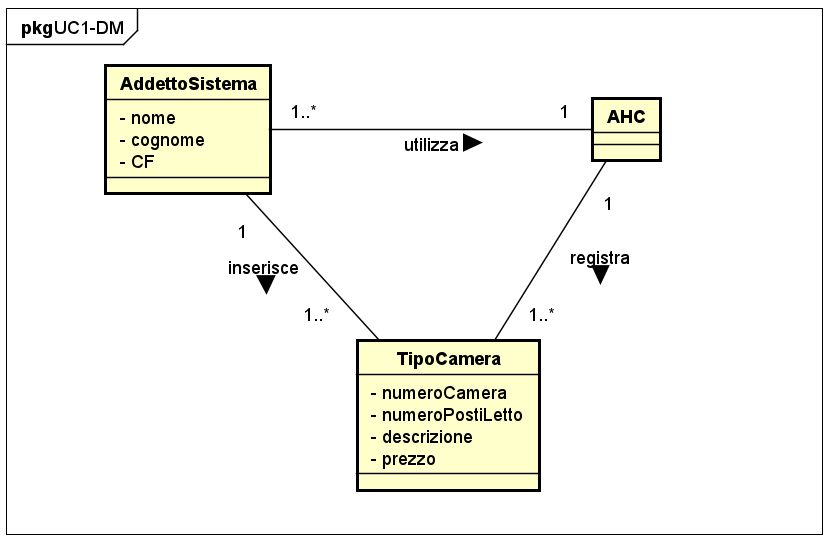 pkgUC1-DM
AddettoSistema
- nome
- cognome
- CF
1..*
1
utilizza
AHC
1
inserisce
1..*
1
registra
1..*
TipoCamera
- numeroCamera
- numeroPostiLetto
- descrizione
- prezzo